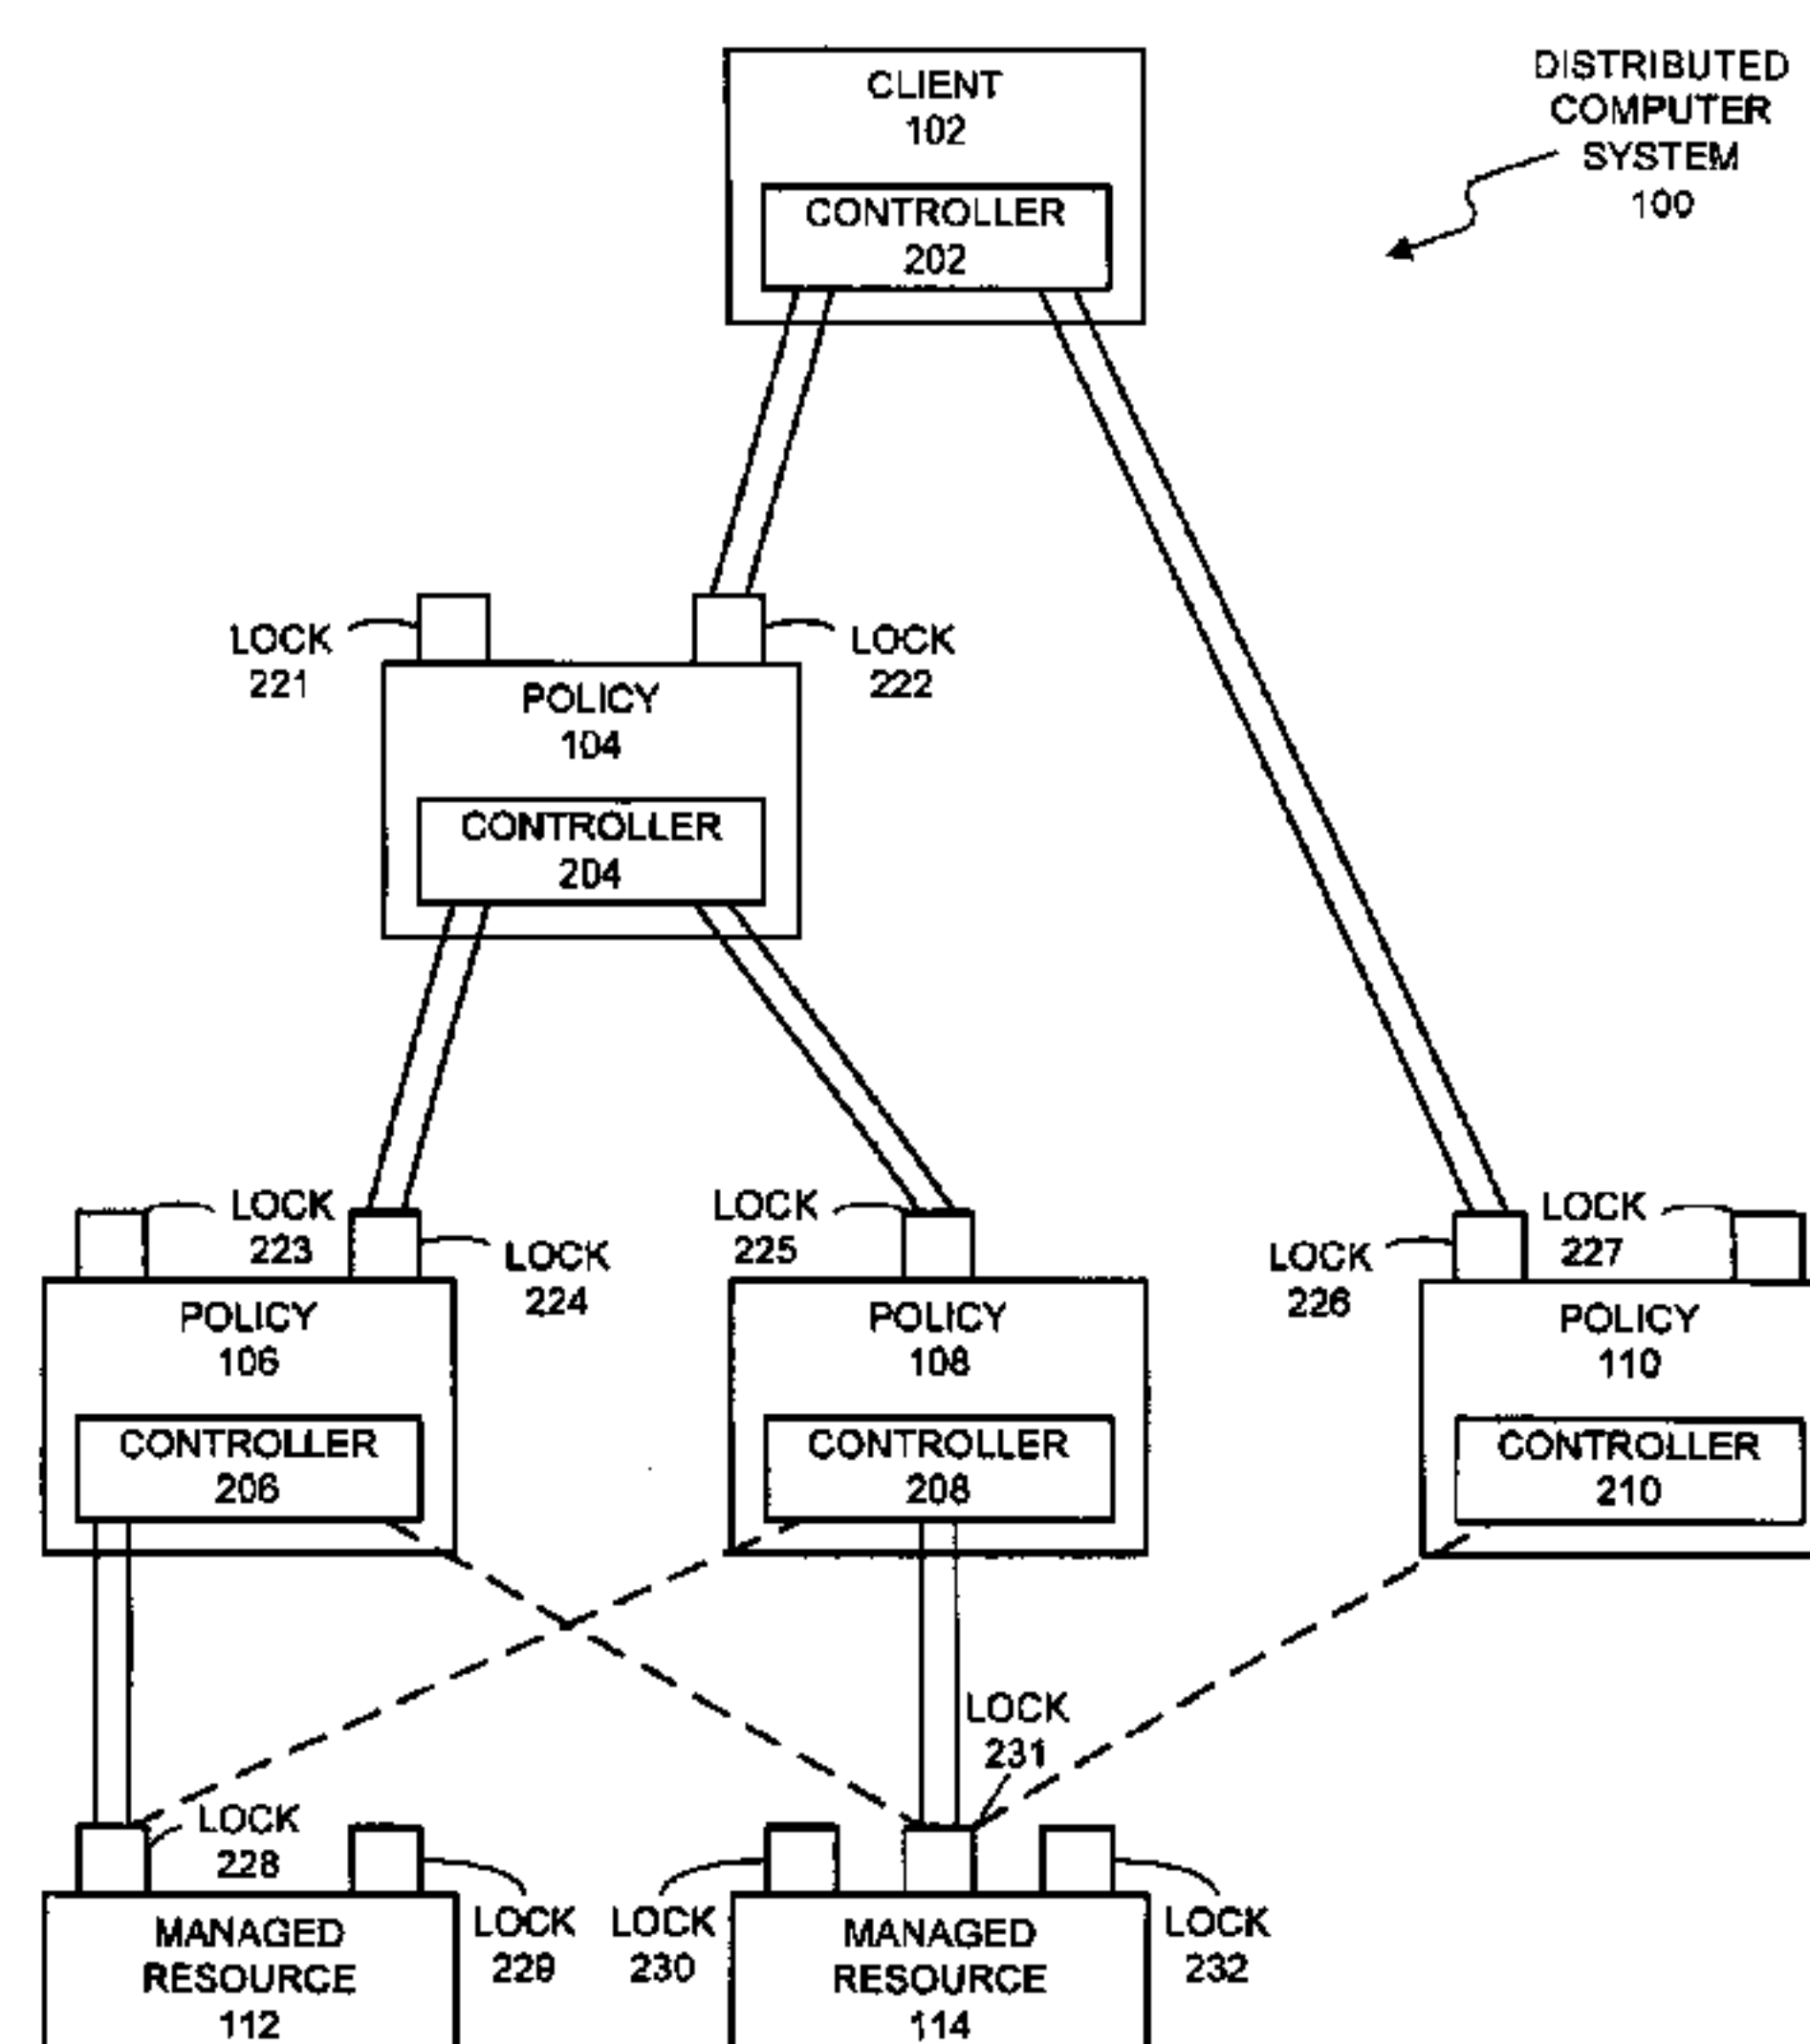 CLIENT
102
CONTROLLER
202
DISTRIBUTED
COMPUTER
SYSTEM
100
LOCK
221
LOCK
222
POLICY
104
CONTROLLER
204
LOCK
223
LOCK
224
LOCK
225
LOCK
226
LOCK
227
POLICY
106
CONTROLLER
206
POLICY
108
CONTROLLER
208
POLICY
110
CONTROLLER
210
LOCK
228
LOCK
229
LOCK
230
LOCK
231
LOCK
232
MANAGED
RESOURCE
112
MANAGED
RESOURCE
114